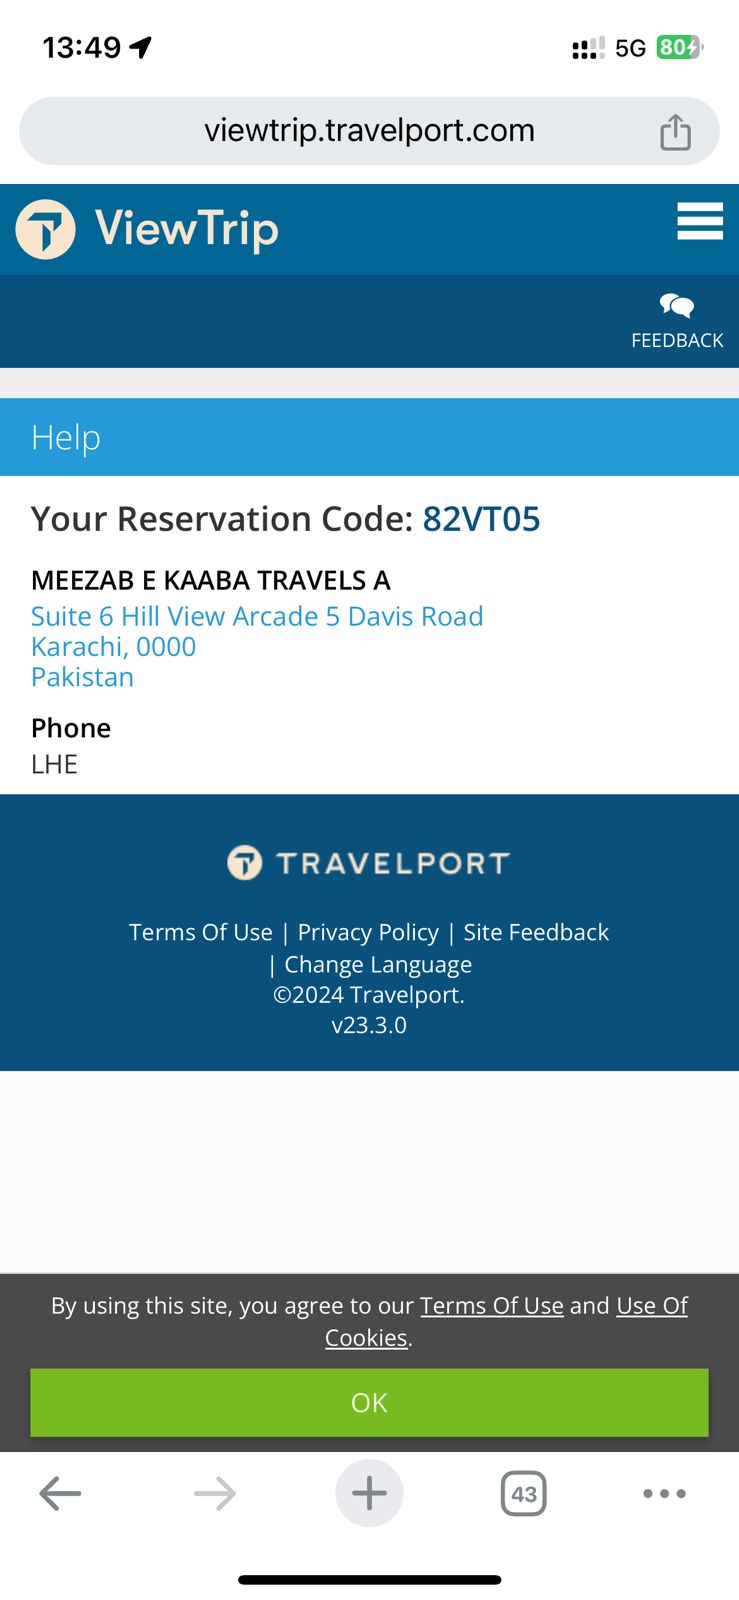 13:49
5G 80
viewtrip.travelport.com
ViewTrip
FEEDBACK
Help
Your Reservation Code: 82VT05
MEEZAB E KAABA TRAVELS A
Suite 6 Hill View Arcade 5 Davis Road
Karachi, 0000
Pakistan
Phone
LHE
TRAVELPORT
Terms Of Use | Privacy Policy | Site Feedback
| Change Language
©2024 Travelport.
v23.3.0
By using this site, you agree to our Terms Of Use and Use Of
Cookies.
OK
43